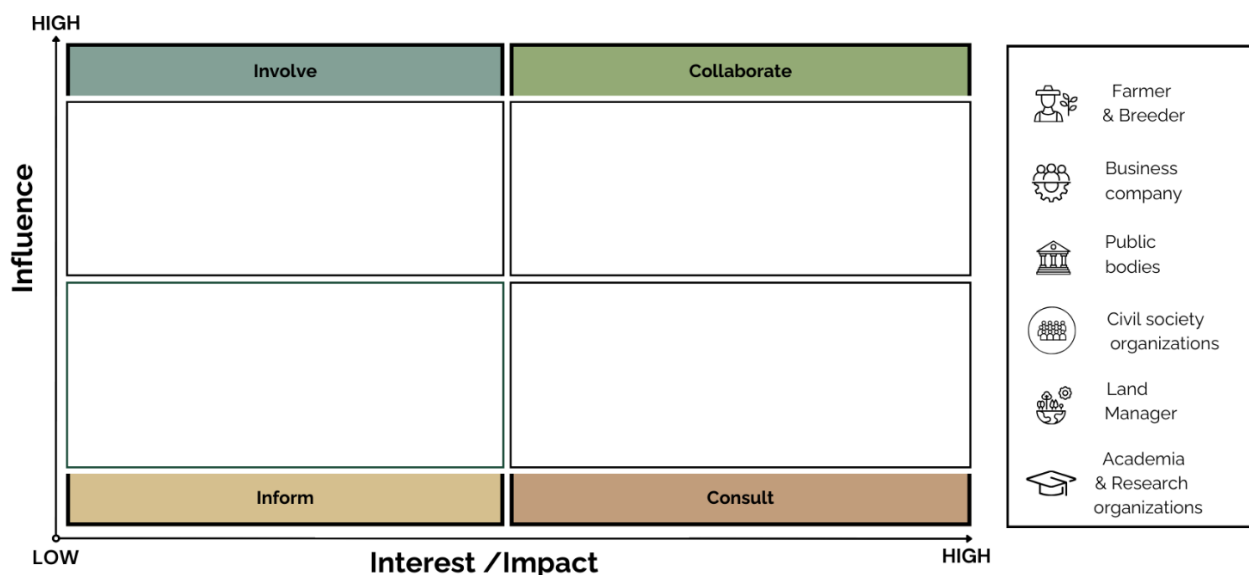 HIGH
Involve
Collaborate
Influence
Inform
Consult
LOW
Interest /Impact
HIGH
Farmer
& Breeder
Business
company
Public
bodies
Civil society
organizations
Land
Manager
Academia
& Research
organizations